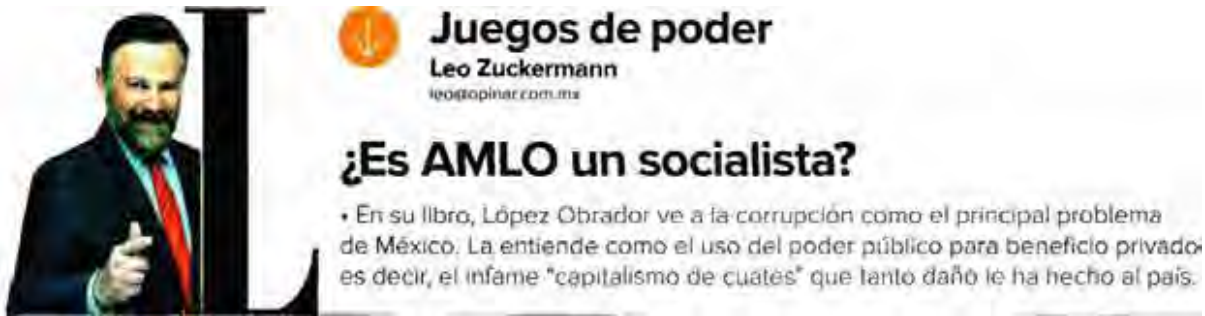 L
Juegos de poder
Leo Zuckermann
leo@opinar.com.mx
¿Es AMLO un socialista?
• En su libro, López Obrador ve a la corrupción como el principal problema
de México. La entiende como el uso del poder público para beneficio privado
es decir, el infame "capitalismo de cuates" que tanto daño le ha hecho al país.